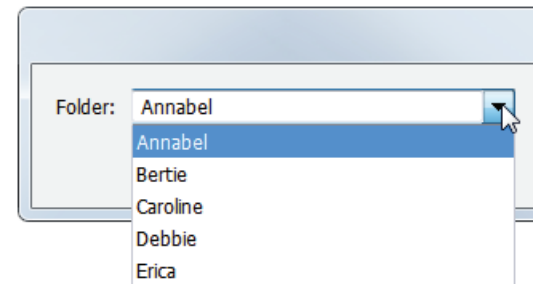 Folder: Annabel
Annabel
Bertie
Caroline
Debbie
Erica